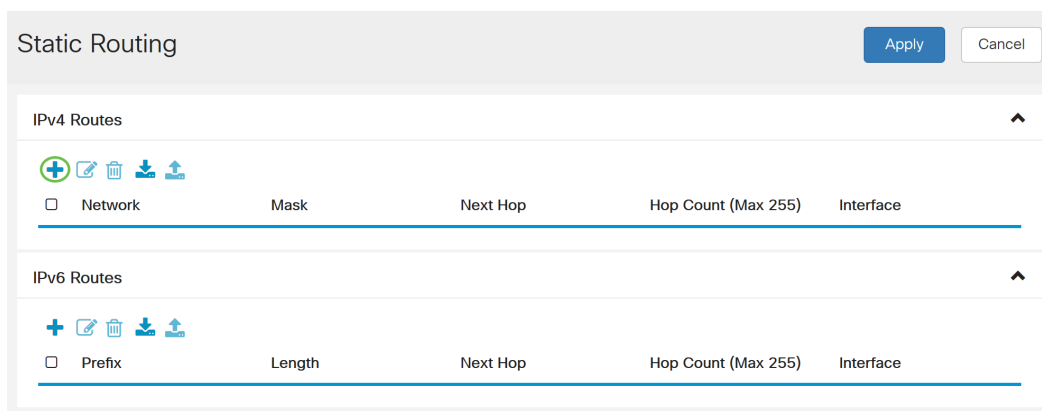 Static Routing
Apply
Cancel
IPv4 Routes
Network Mask Next Hop Hop Count (Max 255) Interface
IPv6 Routes
Prefix Length Next Hop Hop Count (Max 255) Interface